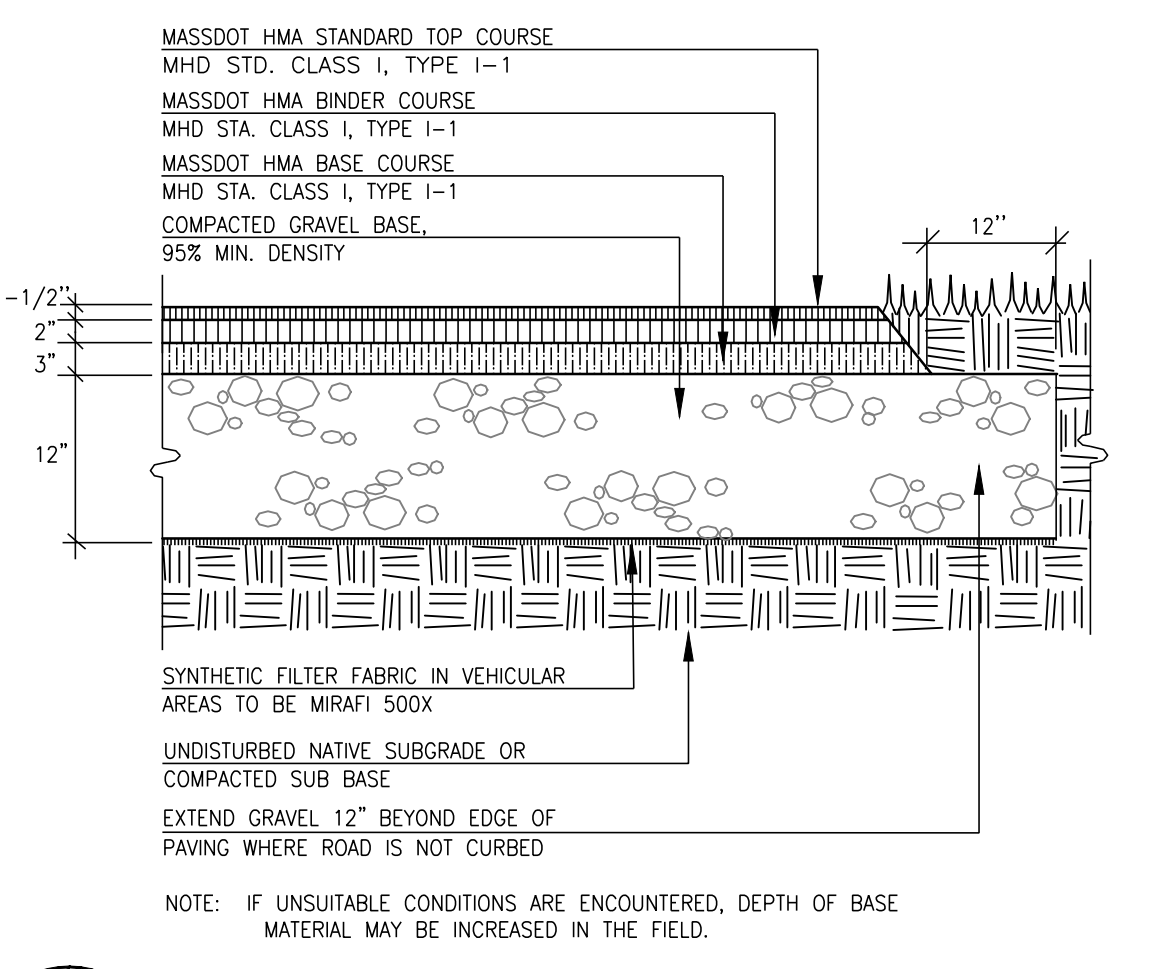 MASSDOT HMA STANDARD TOP COURSE
MHD STD. CLASS I, TYPE I-1
MASSDOT HMA BINDER COURSE
MHD STA. CLASS I, TYPE I-1
MASSDOT HMA BASE COURSE
MHD STA. CLASS I, TYPE I-1
COMPACTED GRAVEL BASE,
95% MIN. DENSITY
12''
-1/2''
2"
3"
12"
SYNTHETIC FILTER FABRIC IN VEHICULAR
AREAS TO BE MIRAFI 500X
UNDISTURBED NATIVE SUBGRADE OR
COMPACTED SUB BASE
EXTEND GRAVEL 12" BEYOND EDGE OF
PAVING WHERE ROAD IS NOT CURBED
NOTE: IF UNSUITABLE CONDITIONS ARE ENCOUNTERED, DEPTH OF BASE
MATERIAL MAY BE INCREASED IN THE FIELD.